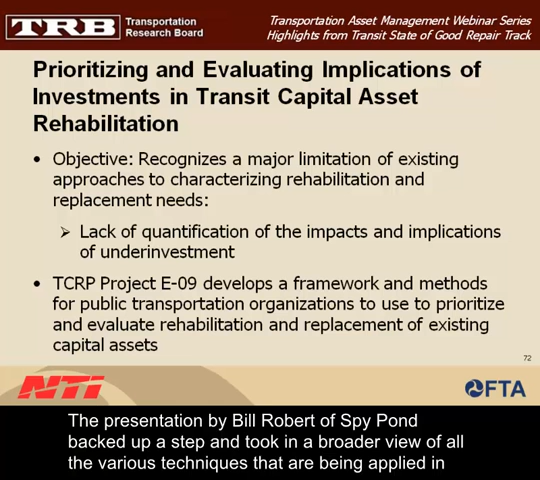 TRB
Transportation
Research Board
Transportation Asset Management Webinar Series
Highlights from Transit State of Good Repair Track
Prioritizing and Evaluating Implications of
Investments in Transit Capital Asset
Rehabilitation
• Objective: Recognizes a major limitation of existing
approaches to characterizing rehabilitation and
replacement needs:
➢ Lack of quantification of the impacts and implications
of underinvestment
• TCRP Project E-09 develops a framework and methods
for public transportation organizations to use to prioritize
and evaluate rehabilitation and replacement of existing
capital assets
72
NTI
FTA
The presentation by Bill Robert of Spy Pond
backed up a step and took in a broader view of all
the various techniques that are being applied in